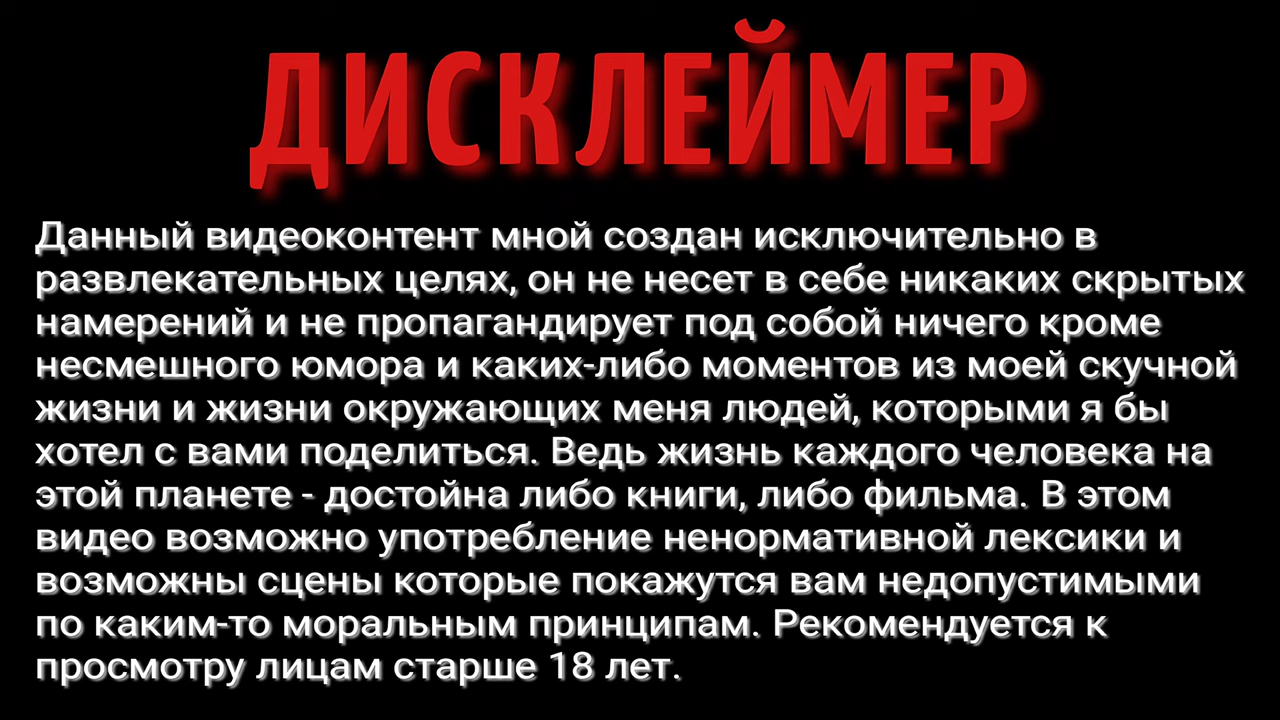 ДИСКЛЕЙМЕР
Данный видеоконтент мной создан исключительно в
развлекательных целях, он не несет в себе никаких скрытых
намерений и не пропагандирует под собой ничего кроме
несмешного юмора и каких-либо моментов из моей скучной
жизни и жизни окружающих меня людей, которыми я бы
хотел с вами поделиться. Ведь жизнь каждого человека на
этой планете - достойна либо книги, либо фильма. В этом
видео возможно употребление ненормативной лексики и
возможны сцены которые покажутся вам недопустимыми
по каким-то моральным принципам. Рекомендуется к
просмотру лицам старше 18 лет.